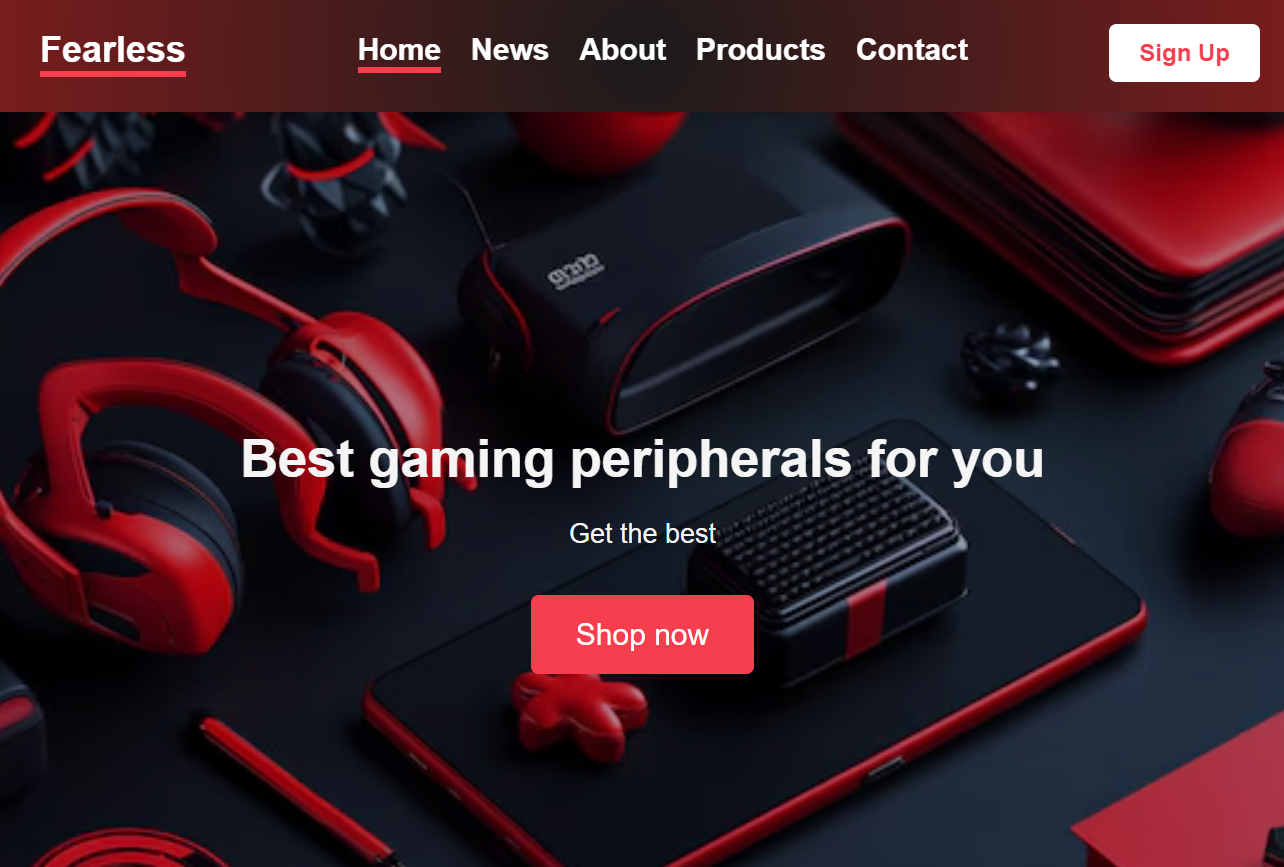 Fearless
Home News About Products Contact
Sign Up
Best gaming peripherals for you
Get the best
Shop now